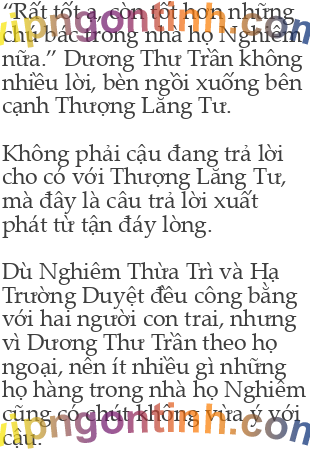 “Rất tốt ạ, còn tốt hơn những
chú bác trong nhà họ Nghiêm
nữa.” Dương Thư Trần không
nhiều lời, bèn ngồi xuống bên
cạnh Thượng Lăng Tư.

Không phải cậu đang trả lời
cho có với Thượng Lăng Tư,
mà đây là câu trả lời xuất
phát từ tận đáy lòng.

Dù Nghiêm Thừa Trì và Hạ
Trường Duyệt đều công bằng
với hai người con trai, nhưng
vì Dương Thư Trần theo họ
ngoại, nên ít nhiều gì những
họ hàng trong nhà họ Nghiêm
cũng có chút không vừa ý với
cậu.
vipngontinh.com
vipngontinh.com